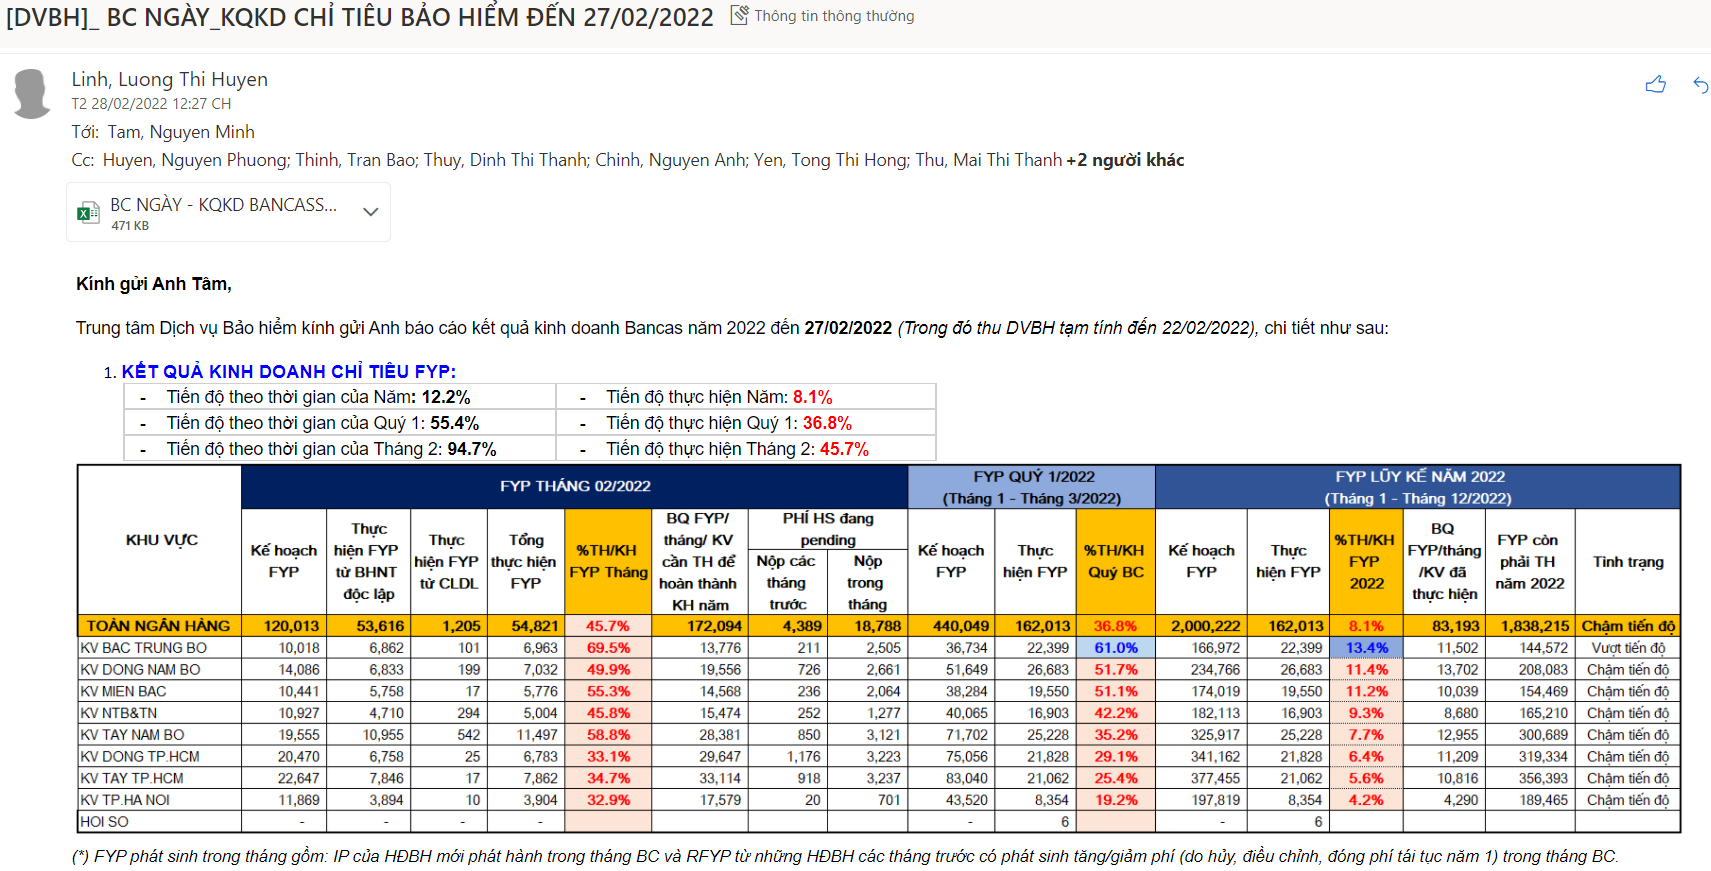 [DVBH]_ BC NGÀY_KQKD CHỈ TIÊU BẢO HIỂM ĐẾN 27/02/2022 Thông tin thông thường
Linh, Luong Thi Huyen
T2 28/02/2022 12:27 CH
Tới: Tam, Nguyen Minh
Cc: Huyen, Nguyen Phuong; Thinh, Tran Bao; Thuy, Dinh Thi Thanh; Chinh, Nguyen Anh; Yen, Tong Thi Hong; Thu, Mai Thi Thanh +2 người khác
BC NGÀY - KQKD BANCASS...
471 KB
Kính gửi Anh Tâm,
Trung tâm Dịch vụ Bảo hiểm kính gửi Anh báo cáo kết quả kinh doanh Bancas năm 2022 đến 27/02/2022 (Trong đó thu DVBH tạm tính đến 22/02/2022), chi tiết như sau:
1. KẾT QUẢ KINH DOANH CHỈ TIÊU FYP:
- Tiến độ theo thời gian của Năm: 12.2% - Tiến độ thực hiện Năm: 8.1%
- Tiến độ theo thời gian của Quý 1: 55.4% - Tiến độ thực hiện Quý 1: 36.8%
- Tiến độ theo thời gian của Tháng 2: 94.7% - Tiến độ thực hiện Tháng 2: 45.7%
KHU VỰC
FYP THÁNG 02/2022
FYP QUÝ 1/2022
(Tháng 1 - Tháng 3/2022)
FYP LŨY KẾ NĂM 2022
(Tháng 1 - Tháng 12/2022)
Kế hoạch
FYP
Thực
hiện FYP
từ BHNT
độc lập
Thực
hiện FYP
từ CLDL
Tổng
thực hiện
FYP
%TH/KH
FYP Tháng
BQ FYP/
tháng/ KV
cần TH để
hoàn thành
KH năm
PHÍ HS đang
pending
Nộp các
tháng
trước
Nộp
trong
tháng
Kế hoạch
FYP
Thực
hiện FYP
%TH/KH
Quý BC
Kế hoạch
FYP
Thực
hiện FYP
%TH/KH
FYP
2022
BQ
FYP/tháng
/KV đã
thực hiện
FYP còn
phải TH
năm 2022
Tình trạng
TOÀN NGÂN HÀNG 120,013 53,616 1,205 54,821 45.7% 172,094 4,389 18,788 440,049 162,013 36.8% 2,000,222 162,013 8.1% 83,193 1,838,215 Chậm tiến độ
KV BAC TRUNG BO 10,018 6,862 101 6,963 69.5% 13,776 211 2,505 36,734 22,399 61.0% 166,972 22,399 13.4% 11,502 144,572 Vượt tiến độ
KV DONG NAM BO 14,086 6,833 199 7,032 49.9% 19,556 726 2,661 51,649 26,683 51.7% 234,766 26,683 11.4% 13,702 208,083 Chậm tiến độ
KV MIEN BAC 10,441 5,758 17 5,776 55.3% 14,568 236 2,064 38,284 19,550 51.1% 174,019 19,550 11.2% 10,039 154,469 Chậm tiến độ
KV NTB&TN 10,927 4,710 294 5,004 45.8% 15,474 252 1,277 40,065 16,903 42.2% 182,113 16,903 9.3% 8,680 165,210 Chậm tiến độ
KV TAY NAM BO 19,555 10,955 542 11,497 58.8% 28,381 850 3,121 71,702 25,228 35.2% 325,917 25,228 7.7% 12,955 300,689 Chậm tiến độ
KV DONG TP.HCM 20,470 6,758 25 6,783 33.1% 29,647 1,176 3,223 75,056 21,828 29.1% 341,162 21,828 6.4% 11,209 319,334 Chậm tiến độ
KV TAY TP.HCM 22,647 7,846 17 7,862 34.7% 33,114 918 3,237 83,040 21,062 25.4% 377,455 21,062 5.6% 10,816 356,393 Chậm tiến độ
KV TP.HA NOI 11,869 3,894 10 3,904 32.9% 17,579 20 701 43,520 8,354 19.2% 197,819 8,354 4.2% 4,290 189,465 Chậm tiến độ
HOI SO - - - - - 6 - 6
(*) FYP phát sinh trong tháng gồm: IP của HĐBH mới phát hành trong tháng BC và RFYP từ những HĐBH các tháng trước có phát sinh tăng/giảm phí (do hủy, điều chỉnh, đóng phí tái tục năm 1) trong tháng BC.